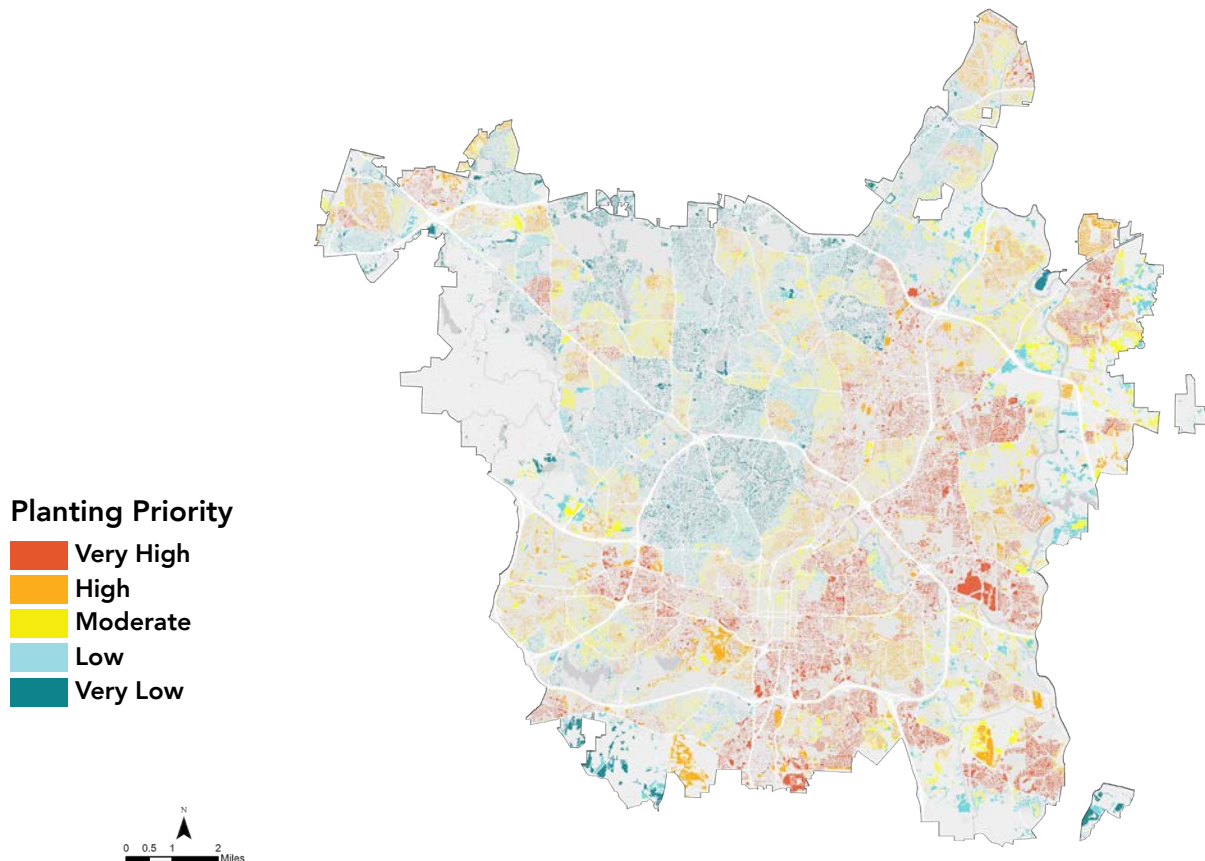 Planting Priority
Very High
High
Moderate
Low
Very Low
N
0 0.5 1 2
Miles